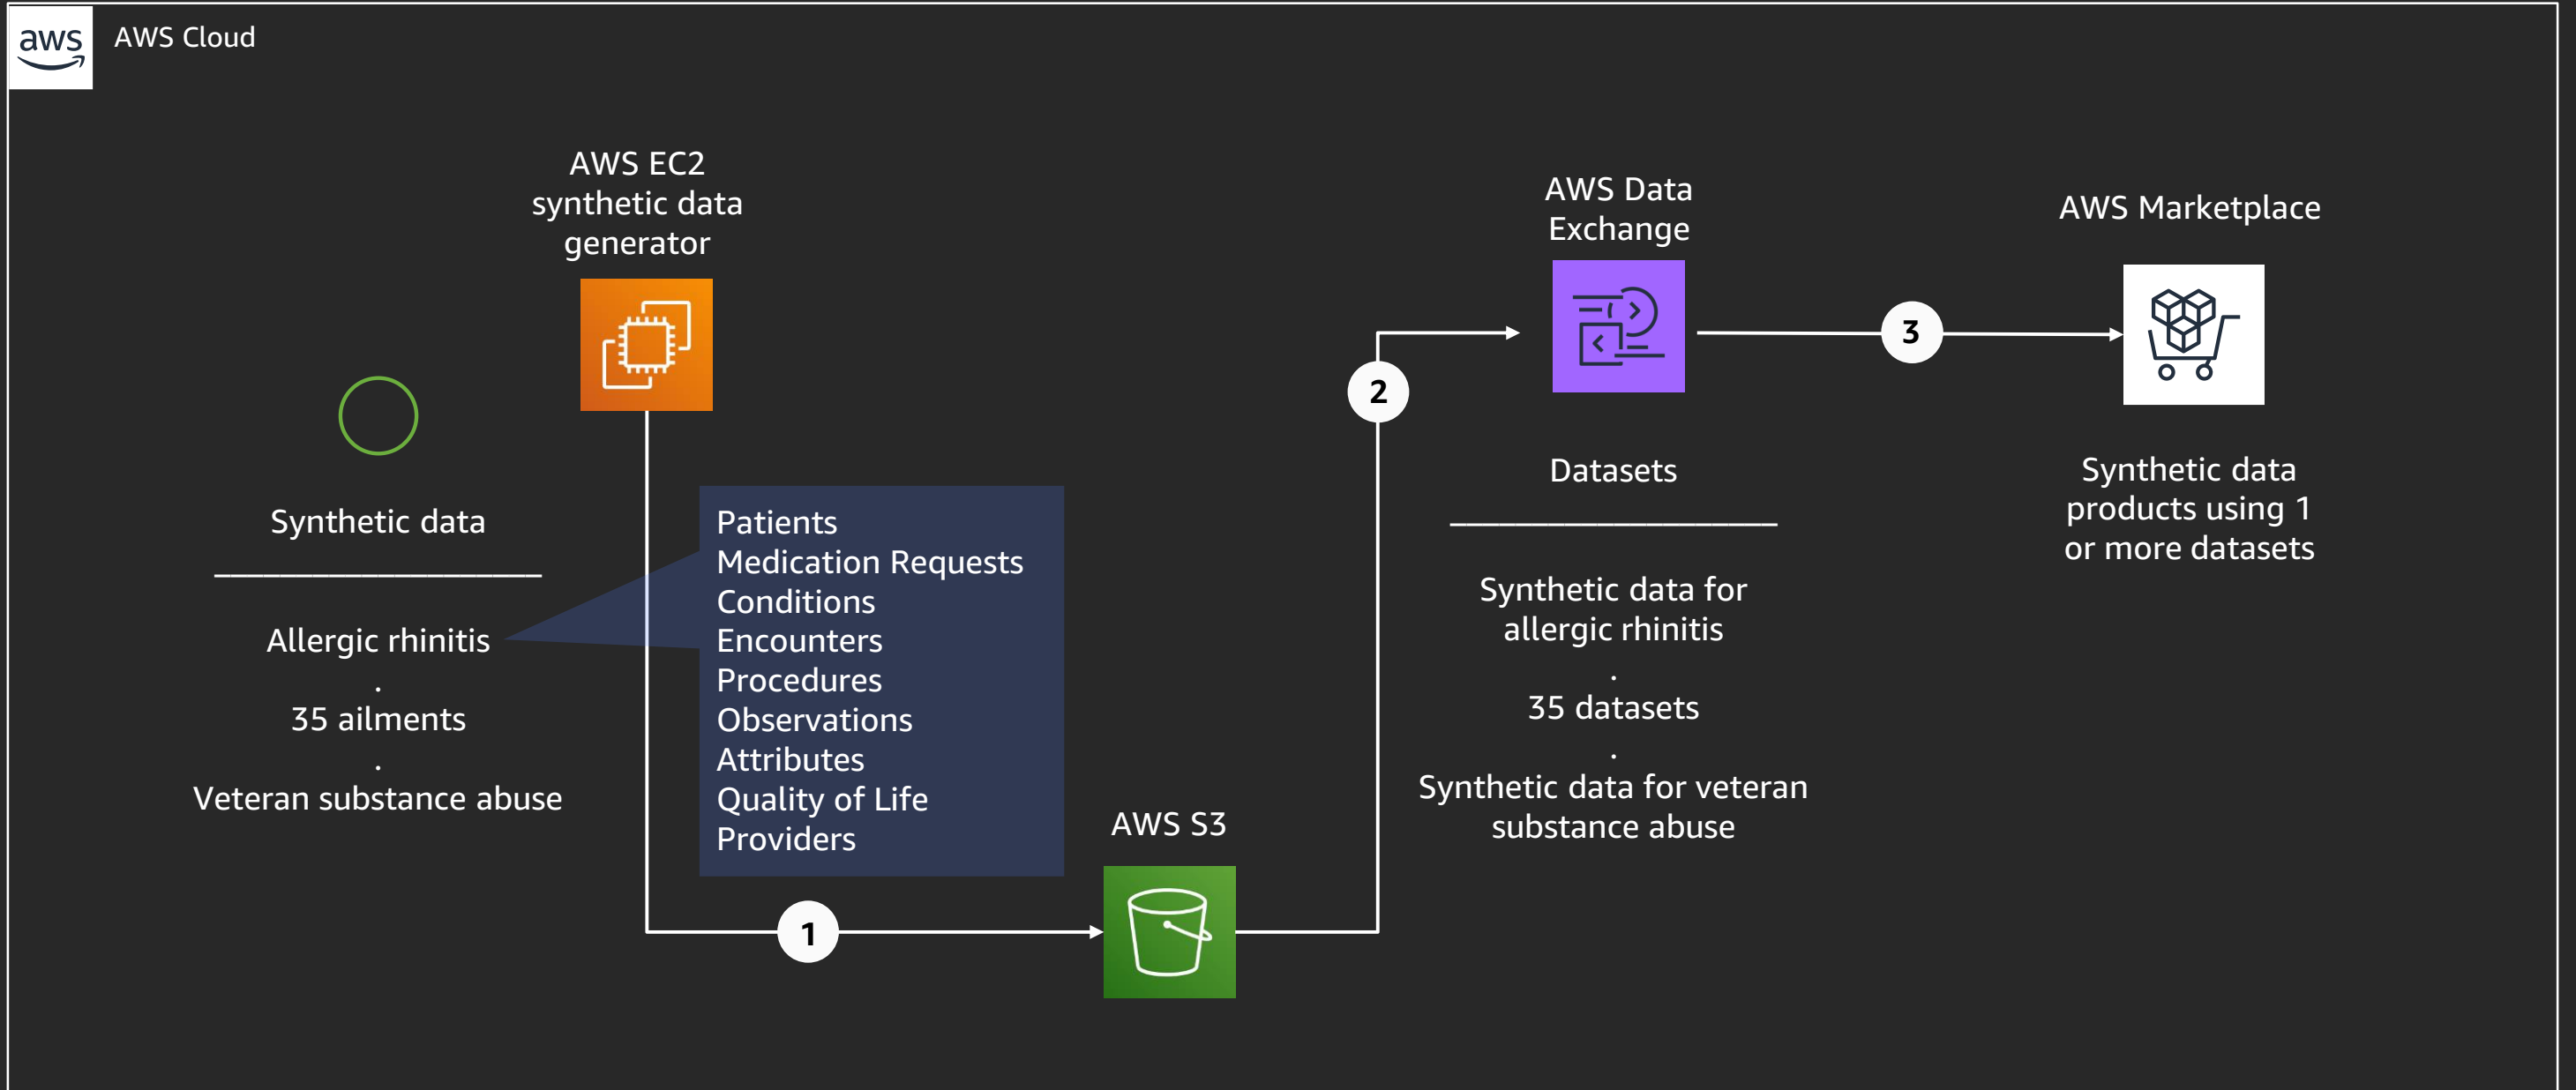 aws
AWS Cloud
AWS EC2
synthetic data
generator
Synthetic data
Allergic rhinitis
.
35 ailments
.
Veteran substance abuse
Patients
Medication Requests
Conditions
Encounters
Procedures
Observations
Attributes
Quality of Life
Providers
1
AWS S3
2
AWS Data
Exchange
Datasets
Synthetic data for
allergic rhinitis
.
35 datasets
.
Synthetic data for veteran
substance abuse
3
AWS Marketplace
Synthetic data
products using 1
or more datasets